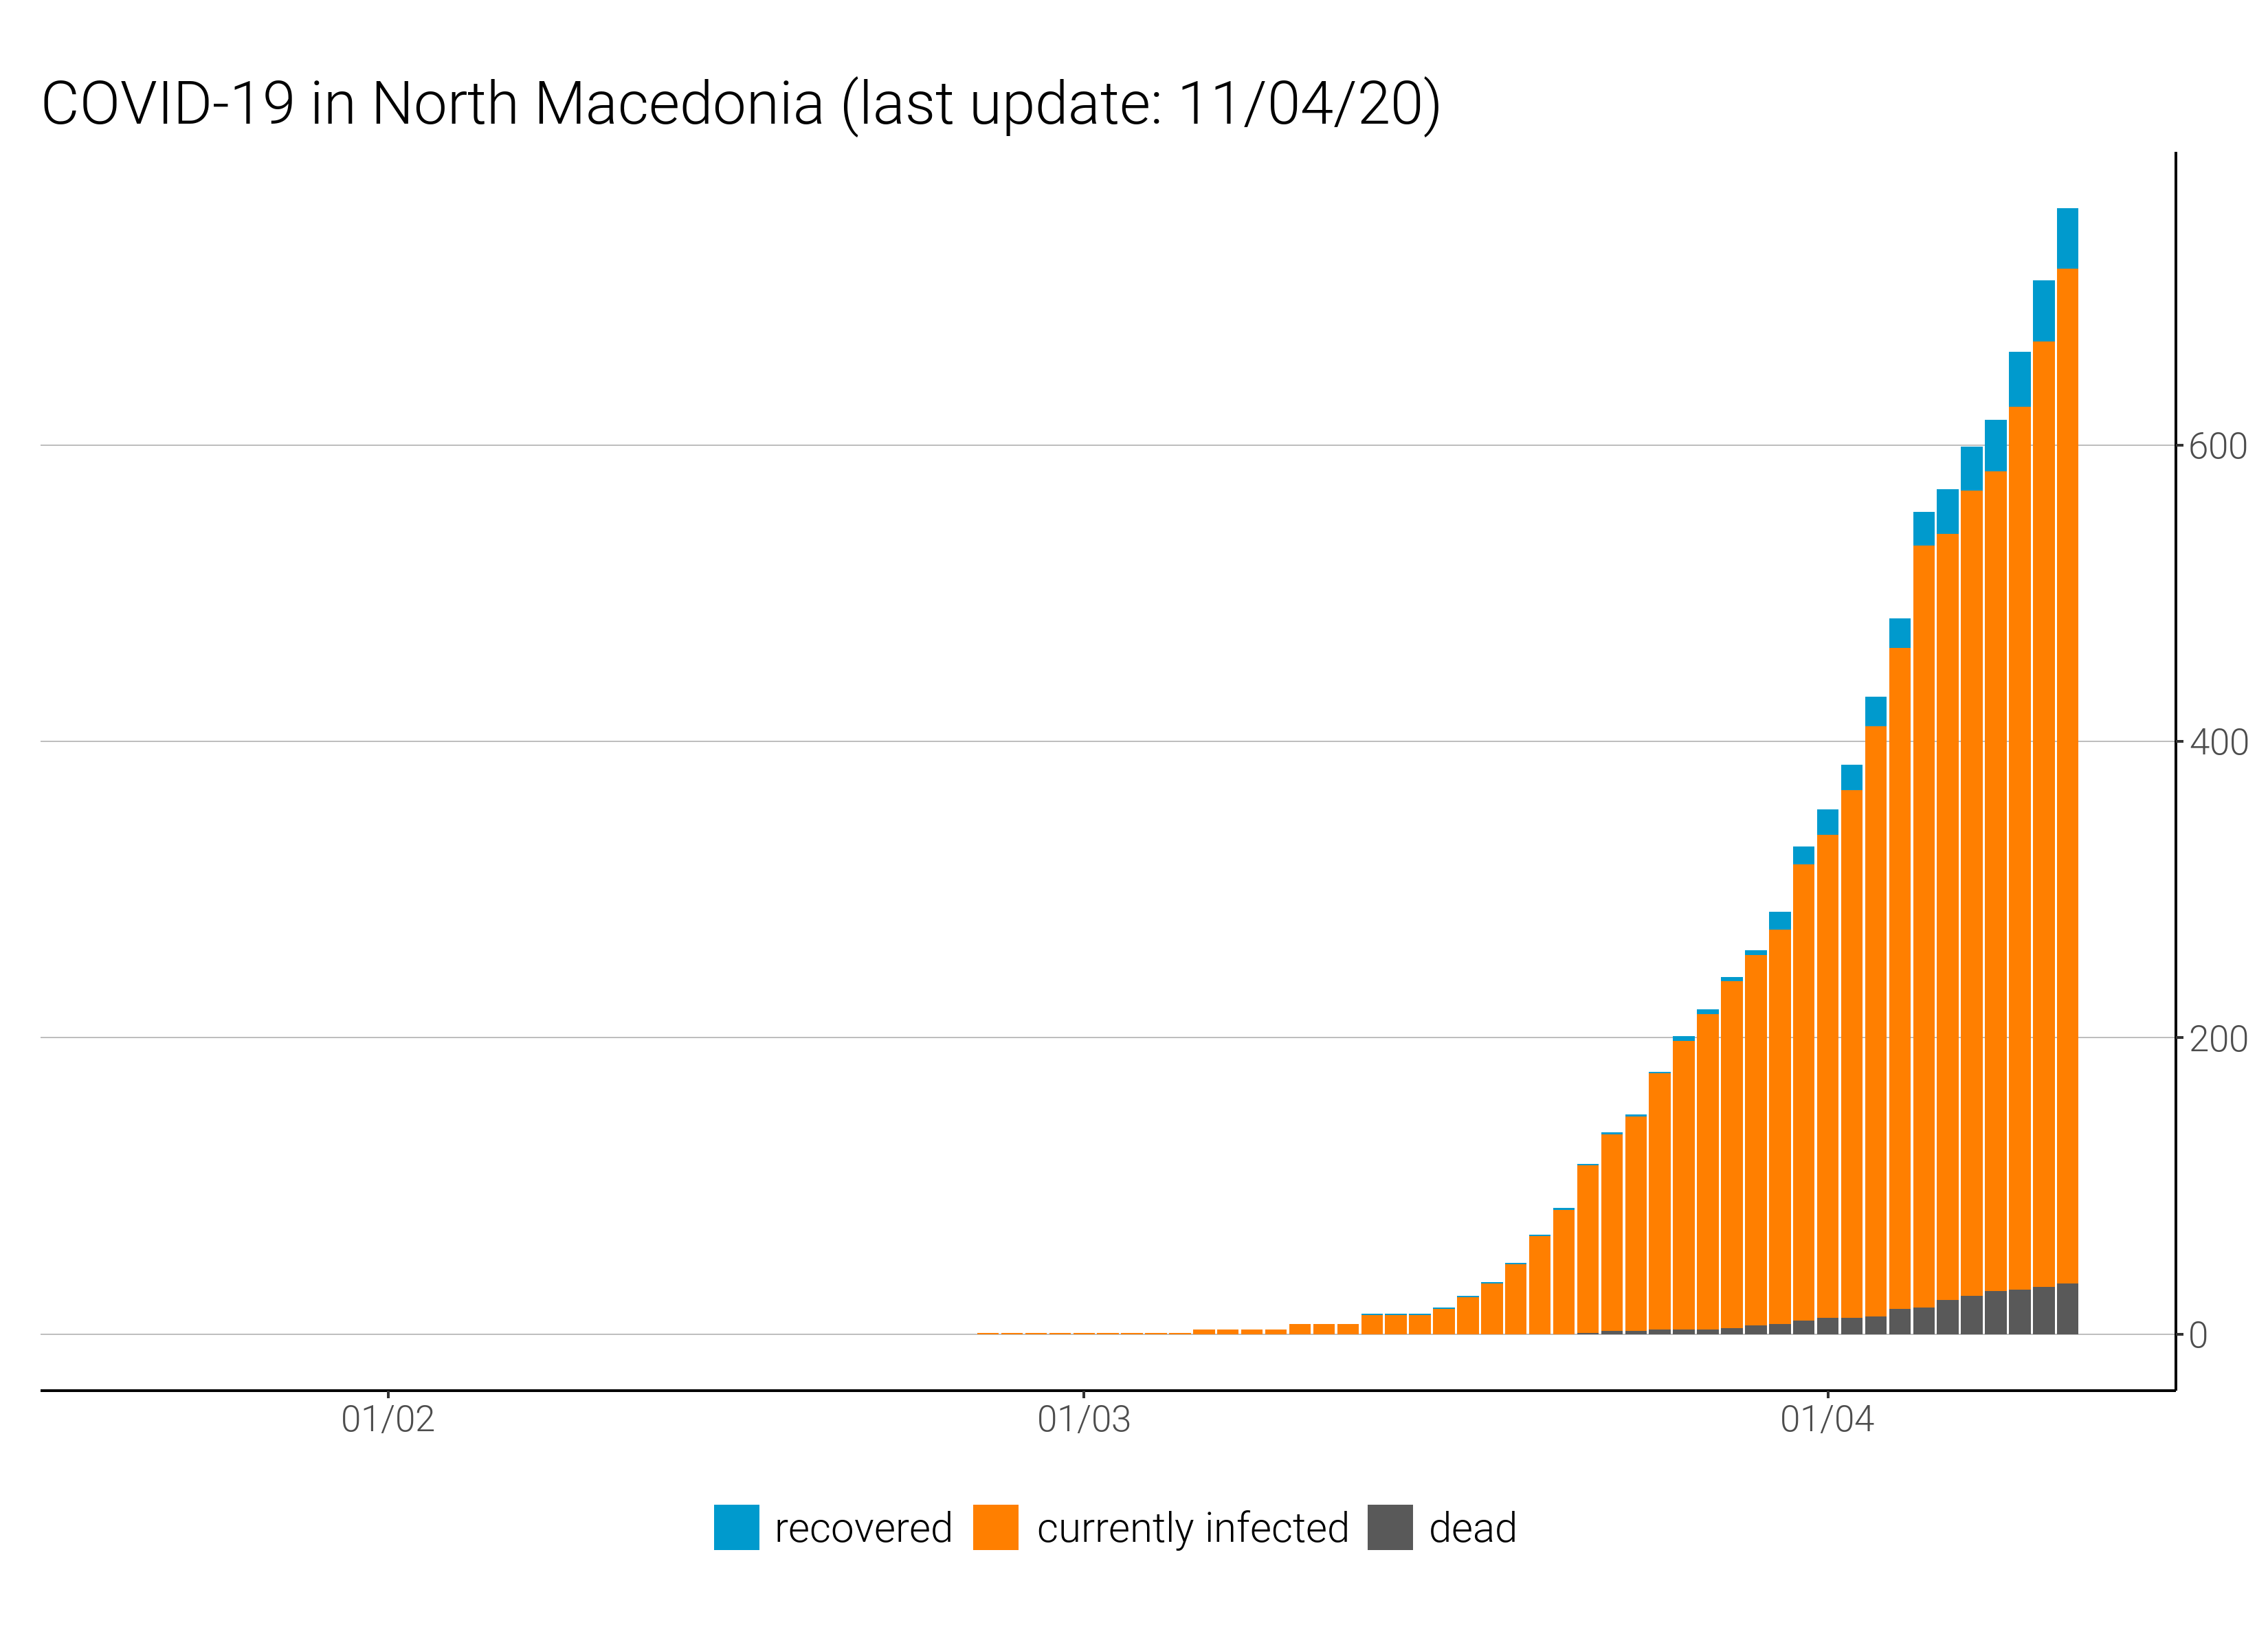 COVID-19 in North Macedonia (last update: 11/04/20)
600
400
200
0
01/02 01/03 01/04
recovered currently infected dead